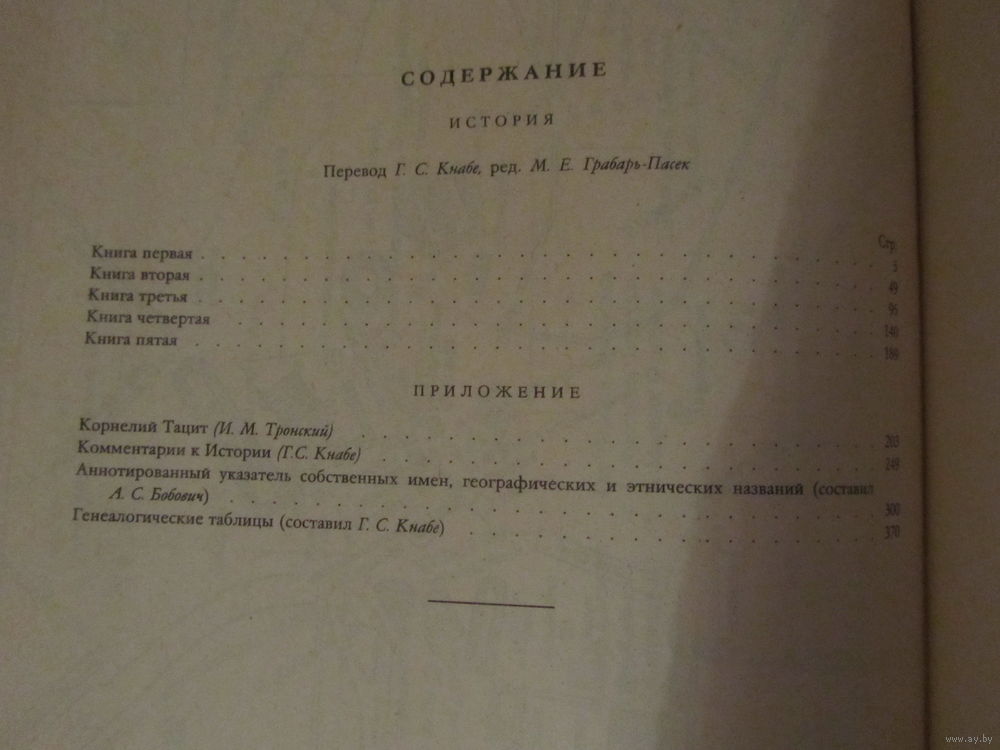 СОДЕРЖАНИЕ
ИСТОРИЯ
Перевод Г. С. Кнабе, ред. М. Е. Грабарь-Пасек
Стр.
Книга первая . . . . . 5
Книга вторая . . . . . 49
Книга третья . . . . . 96
Книга четвертая . . . . . 140
Книга пятая . . . . . 189
ПРИЛОЖЕНИЕ
Корнелий Тацит (И. М. Тронский) . . . . . 203
Комментарии к Истории (Г.С. Кнабе) . . . . . 248
Аннотированный указатель собственных имен, географических и этнических названий (составил
А. С. Бобович) . . . . . 300
Генеалогические таблицы (составил Г. С. Кнабе) . . . . . 370
www.ay.by